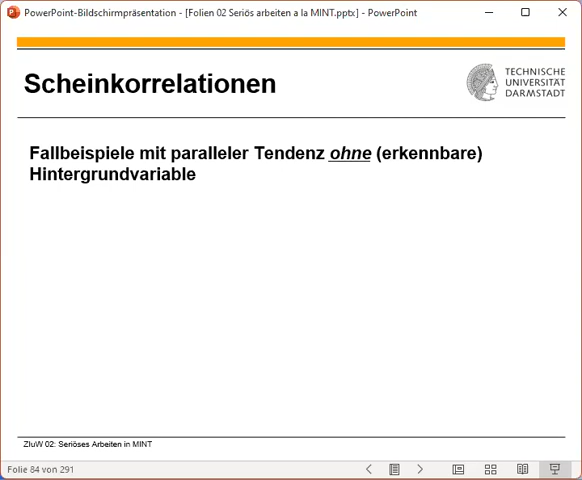 PowerPoint-Bildschirmpräsentation - [Folien 02 Seriös arbeiten a la MINT.pptx] - PowerPoint
Scheinkorrelationen
TECHNISCHE
UNIVERSITÄT
DARMSTADT
Fallbeispiele mit paralleler Tendenz ohne (erkennbare)
Hintergrundvariable
ZIuW 02: Seriöses Arbeiten in MINT
Folie 84 von 291